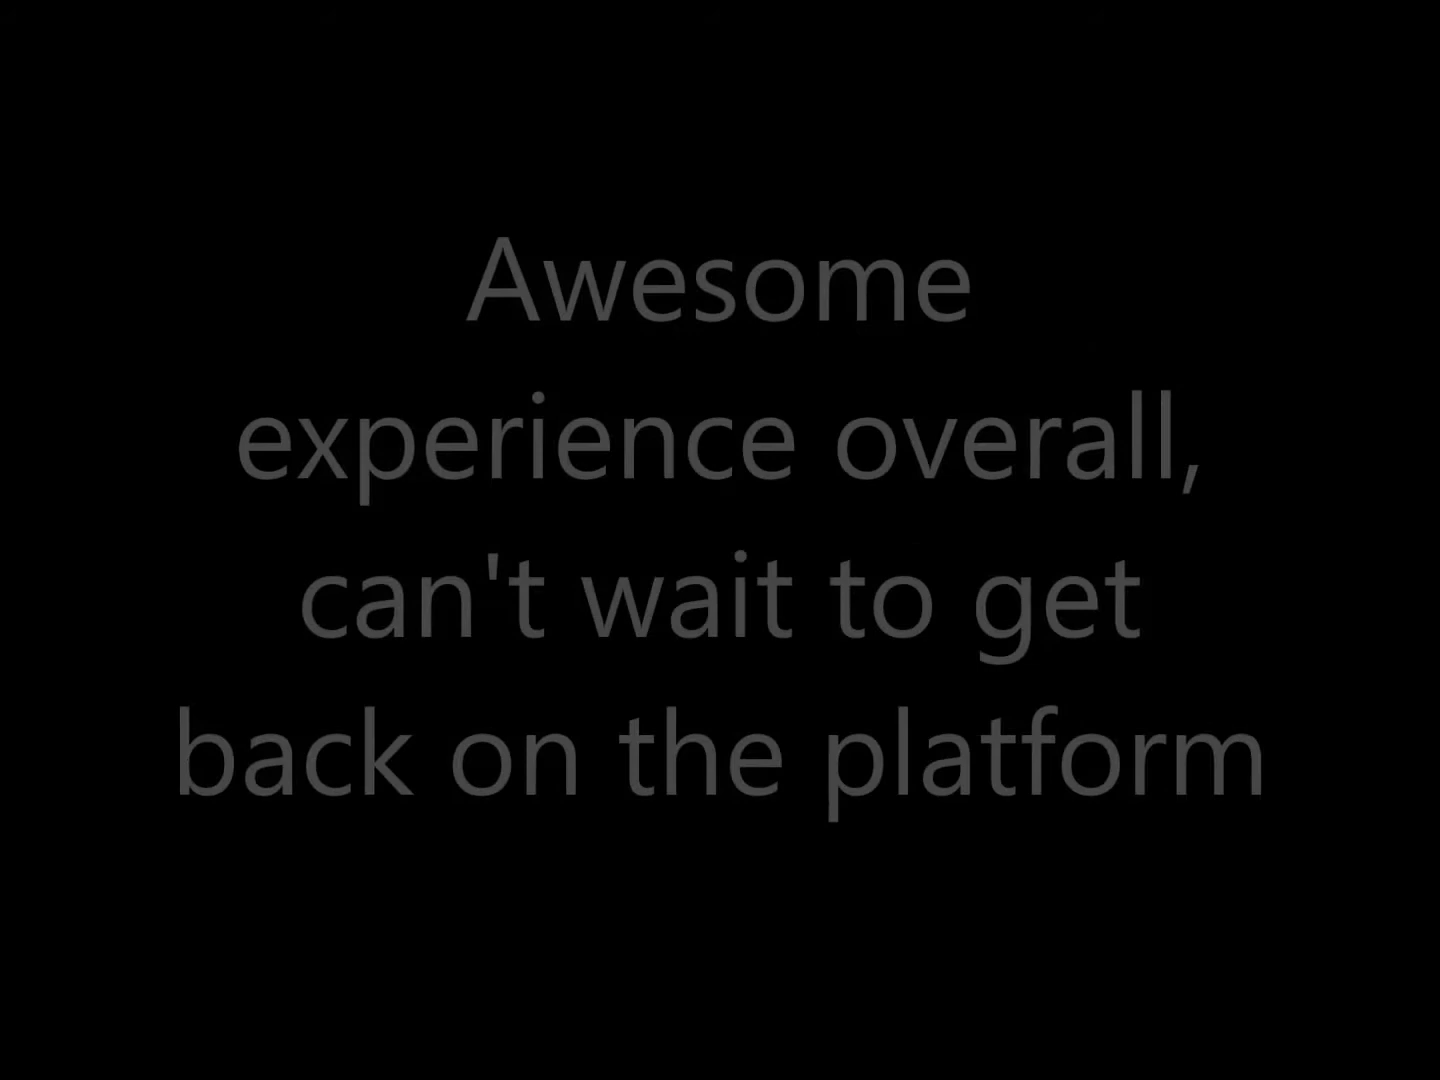 Awesome
experience overall,
can't wait to get
back on the platform